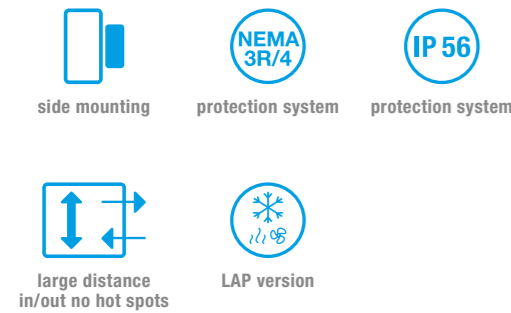 NEMA
3R/4
IP 56
side mounting
protection system
protection system
large distance
in/out no hot spots
LAP version